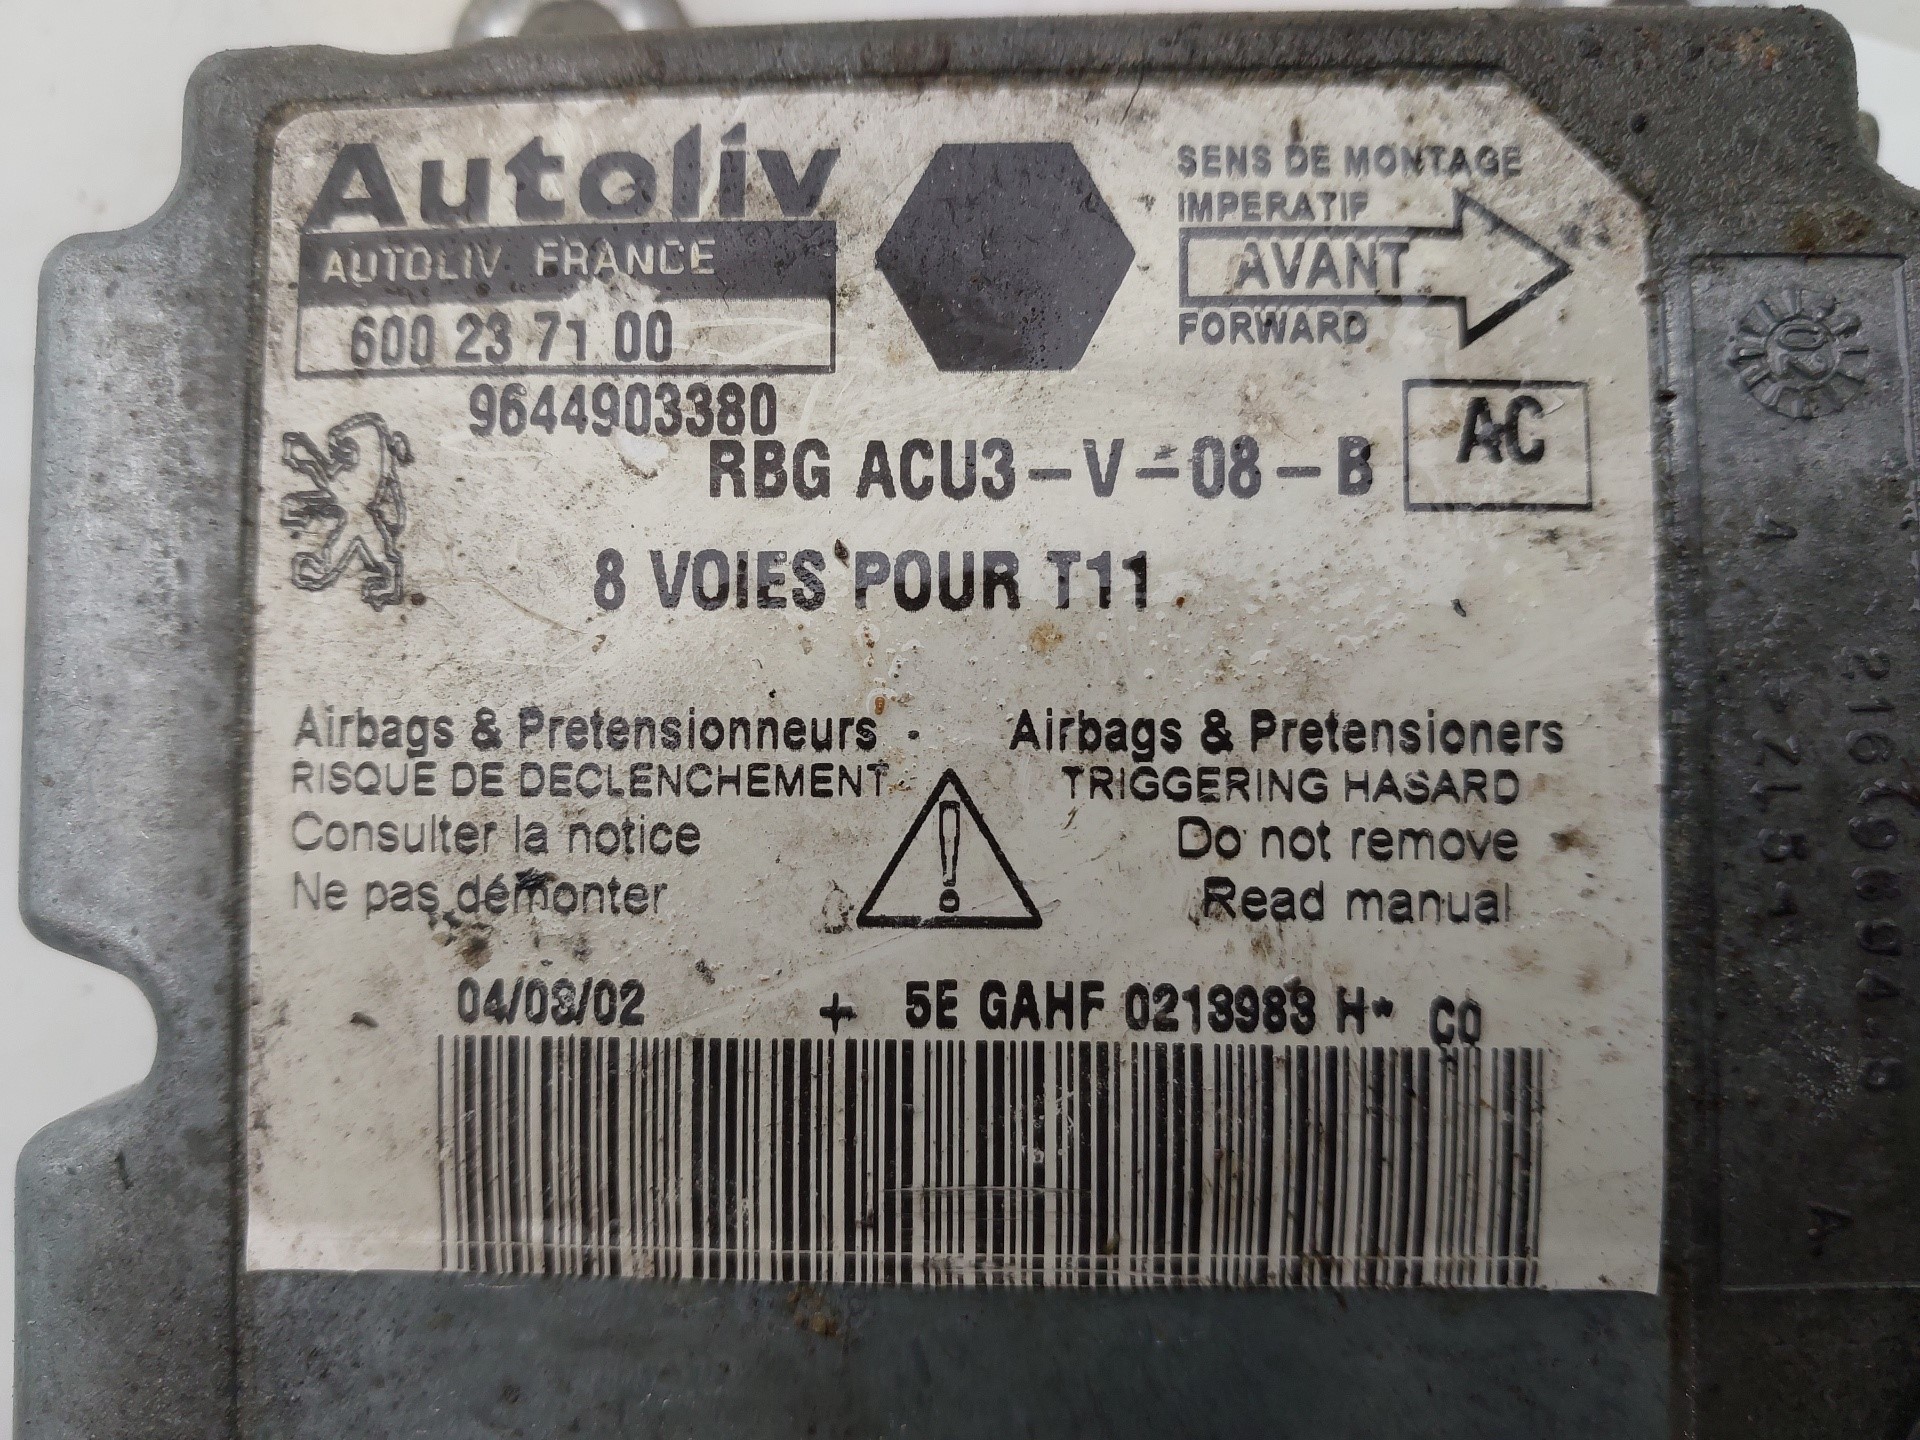 Autoliv
AUTOLIV FRANCE
600 23 71 00
9644903380
SENS DE MONTAGE
IMPERATIF
AVANT
FORWARD
AC
RBG ACU3-V-08-B
8 VOIES POUR T11
Airbags & Pretensionneurs
RISQUE DE DECLENCHEMENT
Consulter la notice
Ne pas démonter
Airbags & Pretensioners
TRIGGERING HASARD
Do not remove
Read manual
04/03/02 + 5E GAHF 0213983 H* C0
02
A